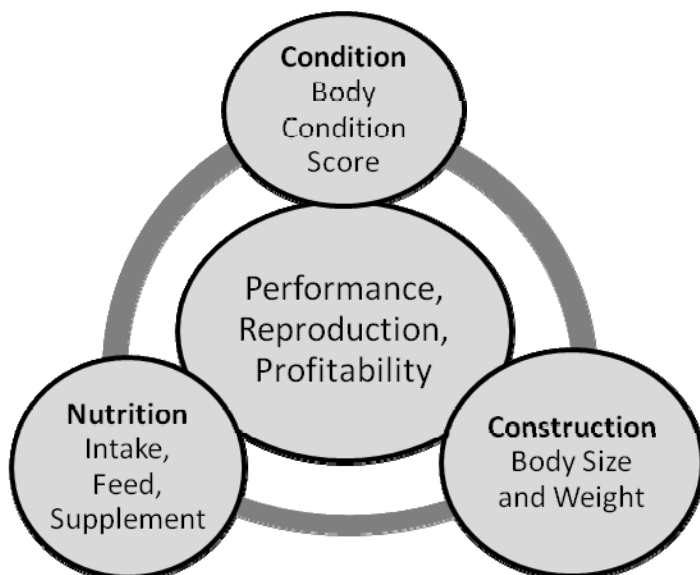 Condition
Body
Condition
Score
Performance,
Reproduction,
Profitability
Nutrition
Intake,
Feed,
Supplement
Construction
Body Size
and Weight